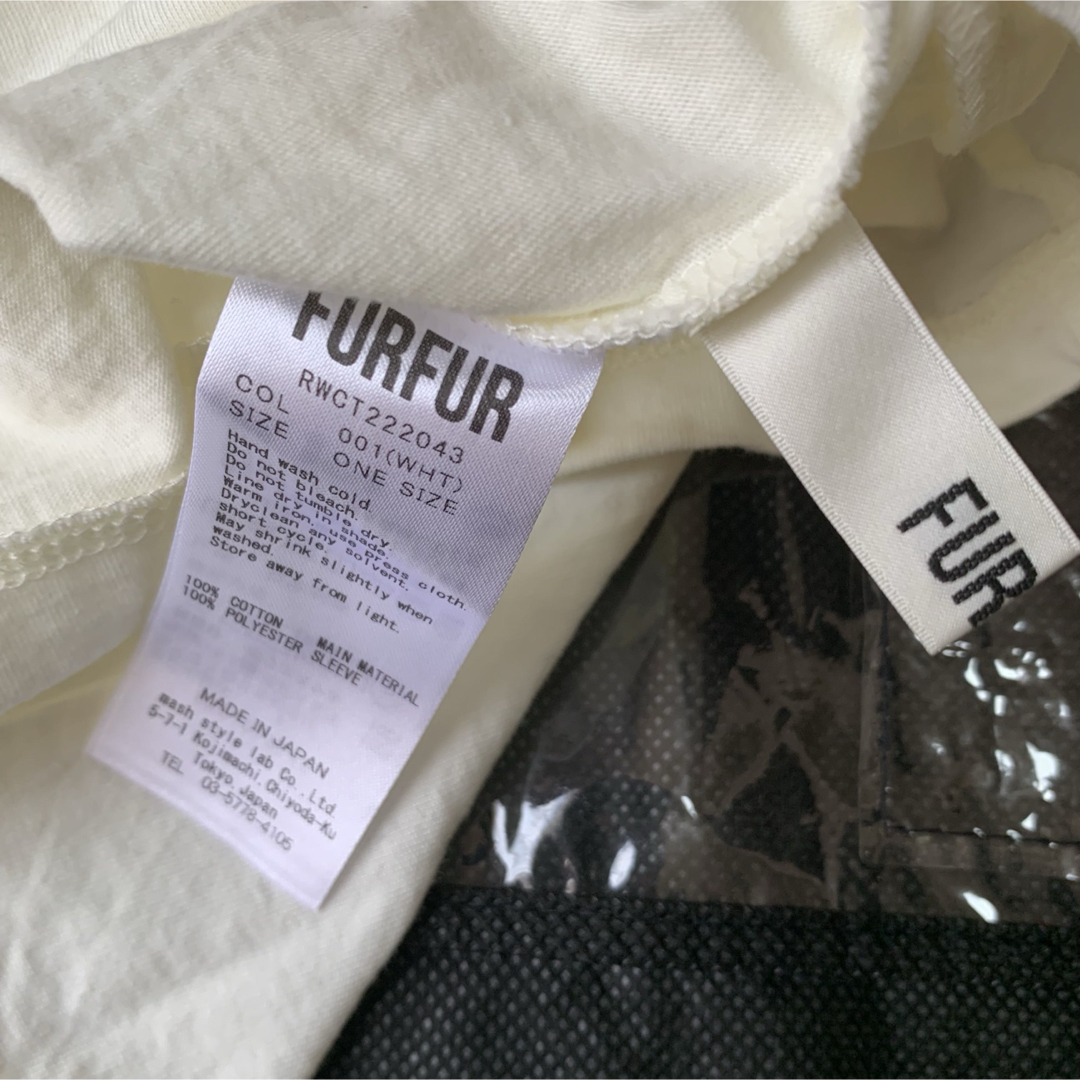 FURFUR
RWCT222043
COL 001(WHT)
SIZE ONE SIZE
Hand wash cold
Do not bleach.
Do not tumble dry.
Line dry in shade.
Warm iron, use press cloth.
Dryclean any solvent.
short cycle.
May shrink slightly when
washed.
Store away from light.
100% COTTON MAIN MATERIAL
100% POLYESTER SLEEVE
MADE IN JAPAN
mash style lab Co.,Ltd.
5-7-1 Kojimachi,Chiyoda-Ku
Tokyo,Japan
TEL 03-5778-4106
FUR